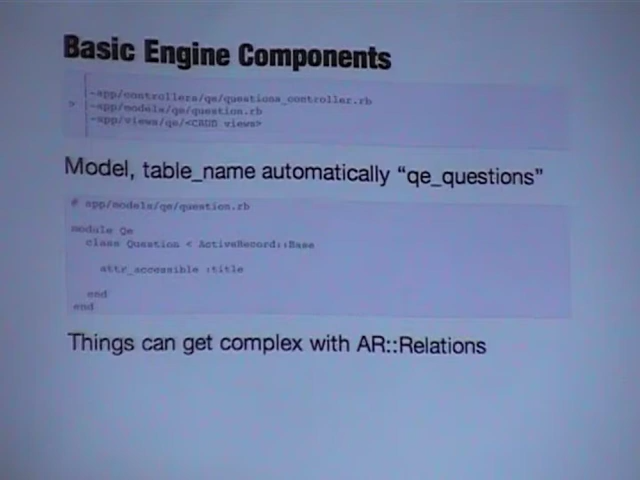 Basic Engine Components
|-app/controllers/qe/questions_controller.rb
> |-app/models/qe/question.rb
|-app/views/qe/<CRUD views>
Model, table_name automatically “qe_questions”
# app/models/qe/question.rb
module Qe
class Question < ActiveRecord::Base
attr_accessible :title
end
end
Things can get complex with AR::Relations